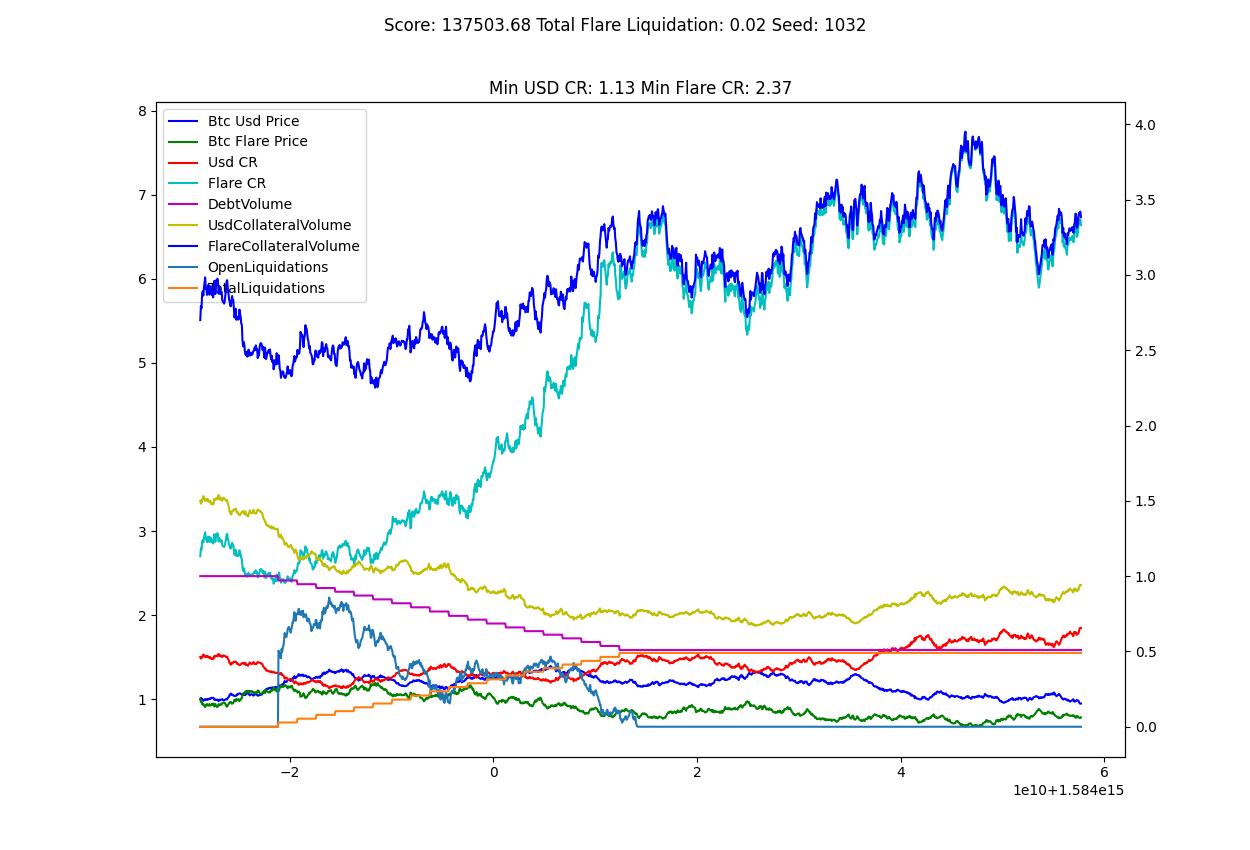 Score: 137503.68 Total Flare Liquidation: 0.02 Seed: 1032
Min USD CR: 1.13 Min Flare CR: 2.37
Btc Usd Price
Btc Flare Price
Usd CR
Flare CR
DebtVolume
UsdCollateralVolume
FlareCollateralVolume
OpenLiquidations
TotalLiquidations
8
7
6
5
4
3
2
1
4.0
3.5
3.0
2.5
2.0
1.5
1.0
0.5
0.0
−2
0
2
4
6
1e10+1.584e15